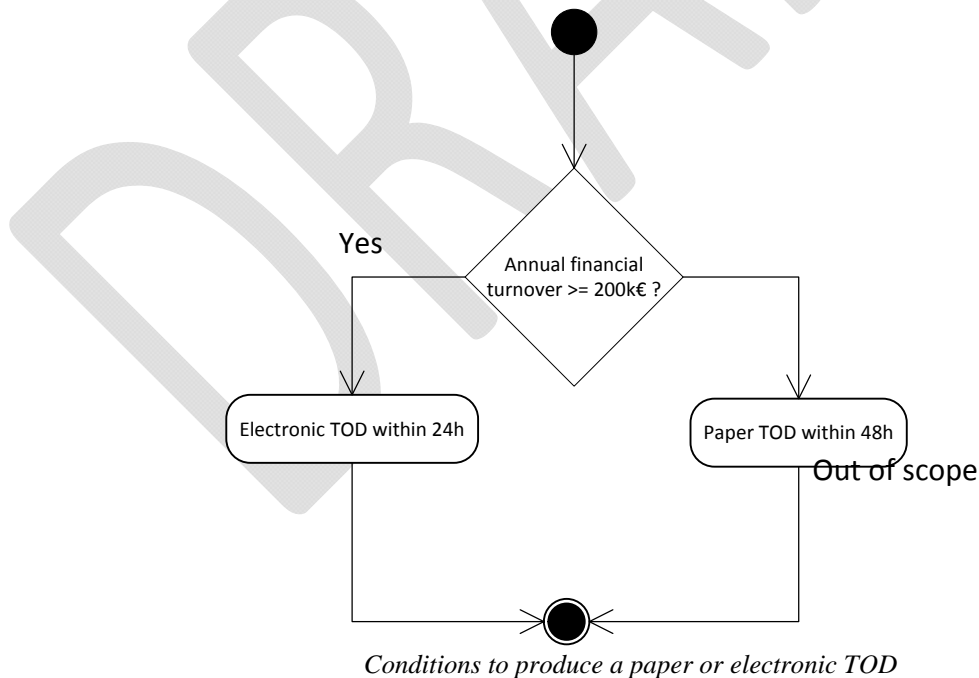 DRA
Yes
Annual financial
turnover >= 200k€ ?
Electronic TOD within 24h
Paper TOD within 48h
Out of scope
Conditions to produce a paper or electronic TOD